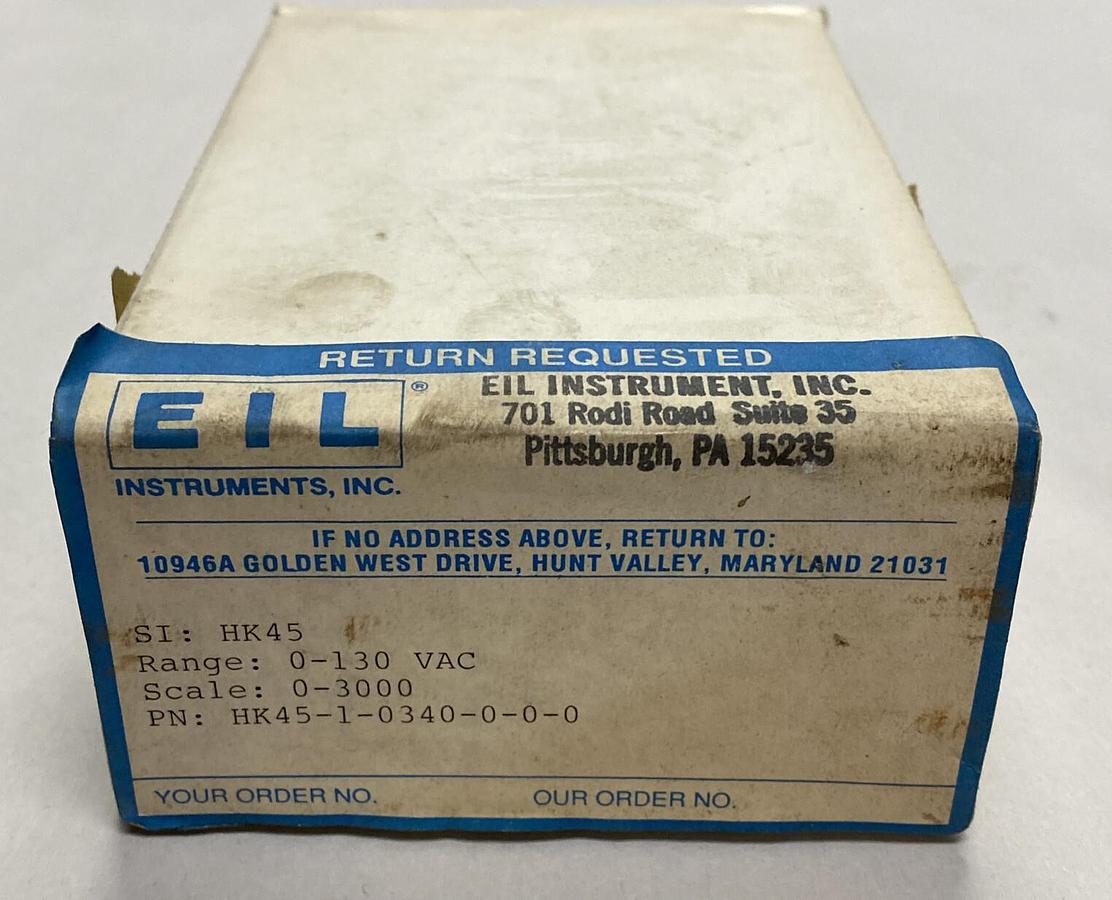 RETURN REQUESTED
EIL®
INSTRUMENTS, INC.
EIL INSTRUMENT, INC.
701 Rodi Road Suite 35
Pittsburgh, PA 15235
IF NO ADDRESS ABOVE, RETURN TO:
10946A GOLDEN WEST DRIVE, HUNT VALLEY, MARYLAND 21031
SI: HK45
Range: 0-130 VAC
Scale: 0-3000
PN: HK45-1-0340-0-0-0
YOUR ORDER NO. OUR ORDER NO.